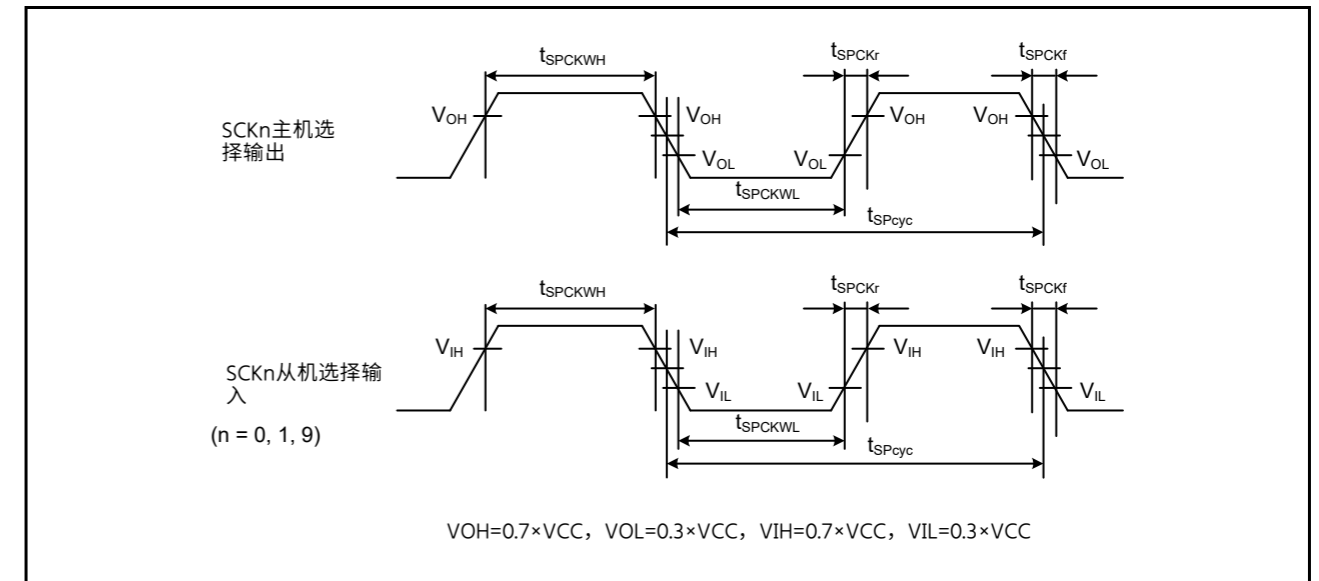 tSPCKWH
tSPCKr
tSPCKf
VOH
VOH
VOH
VOH
SCKn主机选
择输出
VOL
VOL
VOL
tSPCKWL
tSPcyc
tSPCKWH
tSPCKr
tSPCKf
VIH
VIH
VIH
VIH
SCKn从机选择输
入
VIL
VIL
VIL
(n = 0, 1, 9)
tSPCKWL
tSPcyc
VOH=0.7×VCC，VOL=0.3×VCC，VIH=0.7×VCC，VIL=0.3×VCC